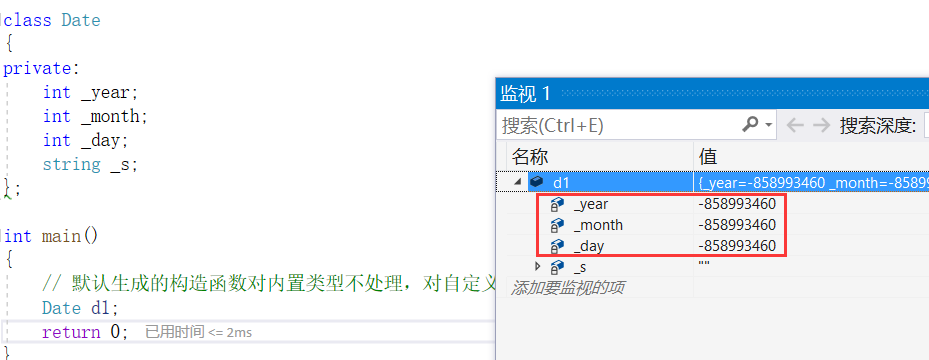 class Date
{
private:
int _year;
int _month;
int _day;
string _s;
};
int main()
{
// 默认生成的构造函数对内置类型不处理，对自定义
Date d1;
return 0; 已用时间 <= 2ms
}
监视 1
搜索(Ctrl+E) 搜索深度:
名称 值
d1 {_year=-858993460 _month=-8589
_year -858993460
_month -858993460
_day -858993460
_s ""
添加要监视的项